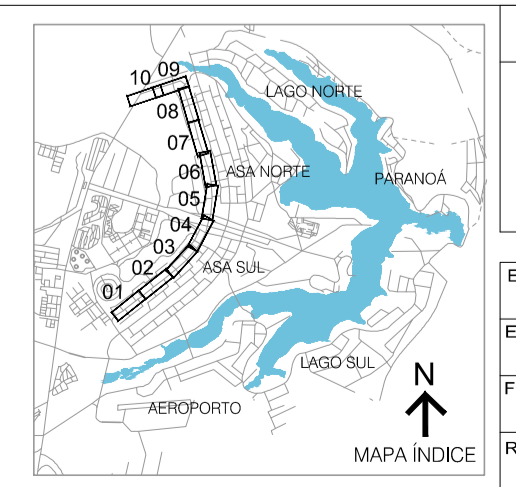 09
10
LAGO NORTE
08
07
ASA NORTE
06
PARANOÁ
05
04
03
ASA SUL
02
01
LAGO SUL
N
AEROPORTO
MAPA ÍNDICE
E
E
F
R